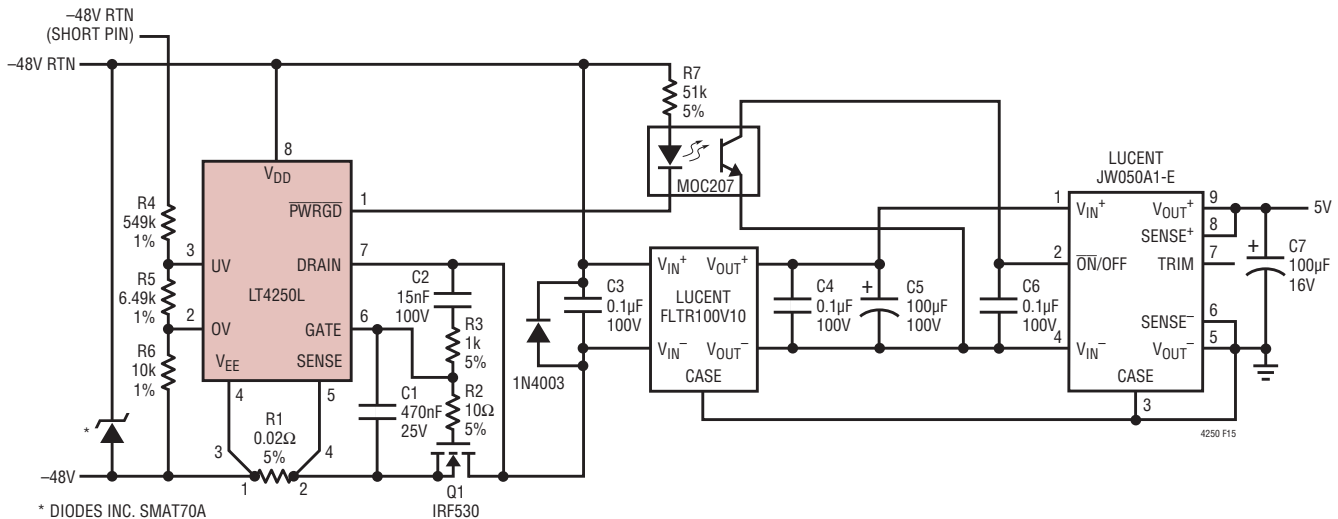 –48V RTN
(SHORT PIN)
–48V RTN
R7
51k
5%
MOC207
8
V_DD
1
PWRGD
R4
549k
1%
3
UV
7
DRAIN
LT4250L
R5
6.49k
1%
2
OV
6
GATE
R6
10k
1%
V_EE
SENSE
4
5
C2
15nF
100V
R3
1k
5%
C1
470nF
25V
R2
10Ω
5%
R1
0.02Ω
5%
3
4
1
2
*
–48V
Q1
IRF530
* DIODES INC. SMAT70A
1N4003
C3
0.1µF
100V
V_IN+
V_OUT+
LUCENT
FLTR100V10
V_IN–
V_OUT–
CASE
C4
0.1µF
100V
+
C5
100µF
100V
C6
0.1µF
100V
LUCENT
JW050A1-E
1
V_IN+
V_OUT+
9
SENSE+
8
2
ON/OFF
TRIM
7
SENSE–
6
4
V_IN–
V_OUT–
5
CASE
3
5V
+
C7
100µF
16V
4250 F15